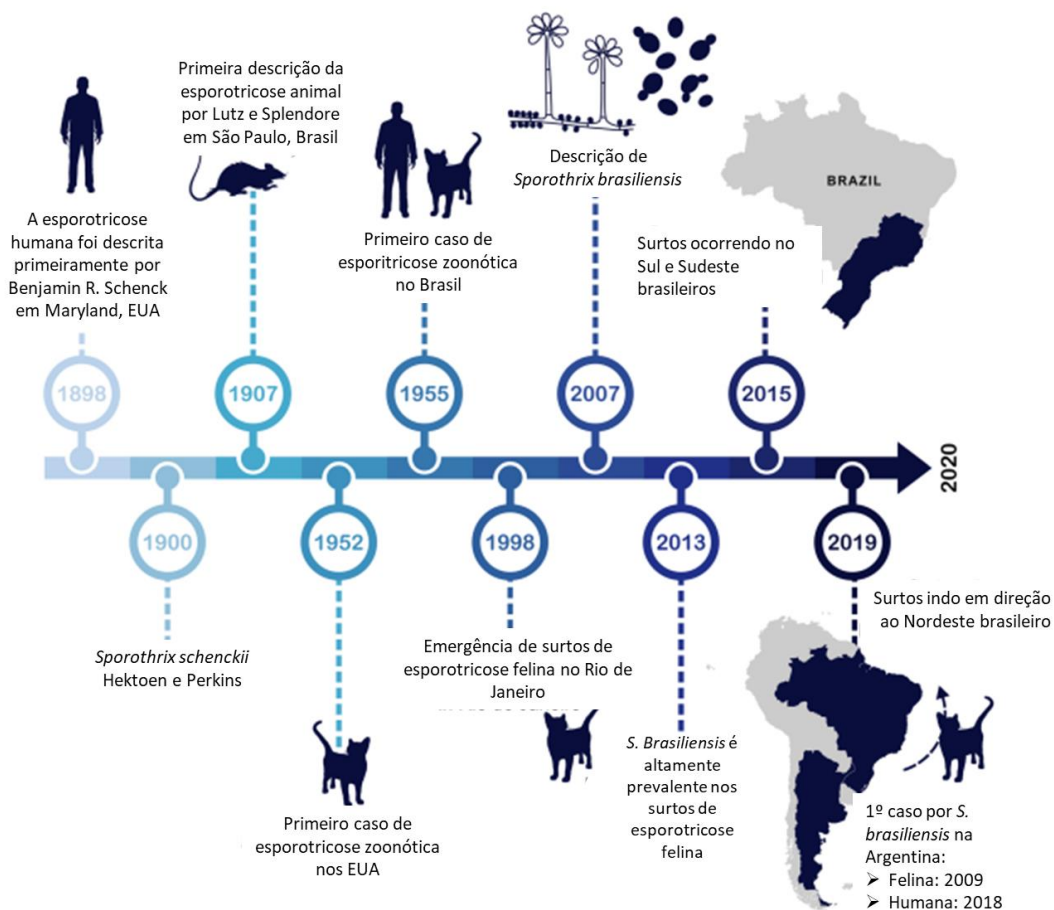 A esporotricose
humana foi descrita
primeiramente por
Benjamin R. Schenck
em Maryland, EUA
Primeira descrição da
esporotricose animal
por Lutz e Splendore
em São Paulo, Brasil
Primeiro caso de
esporitricose zoonótica
no Brasil
Descrição de
Sporothrix brasiliensis
Surtos ocorrendo no
Sul e Sudeste
brasileiros
BRAZIL
1898
1907
1955
2007
2015
2020
1900
1952
1998
2013
2019
Sporothrix schenckii
Hektoen e Perkins
Primeiro caso de
esporotricose zoonótica
nos EUA
Emergência de surtos de
esporotricose felina no Rio de
Janeiro
S. Brasiliensis é
altamente
prevalente nos
surtos de
esporotricose
felina
Surtos indo em direção
ao Nordeste brasileiro
1º caso por S.
brasiliensis na
Argentina:
➢ Felina: 2009
➢ Humana: 2018